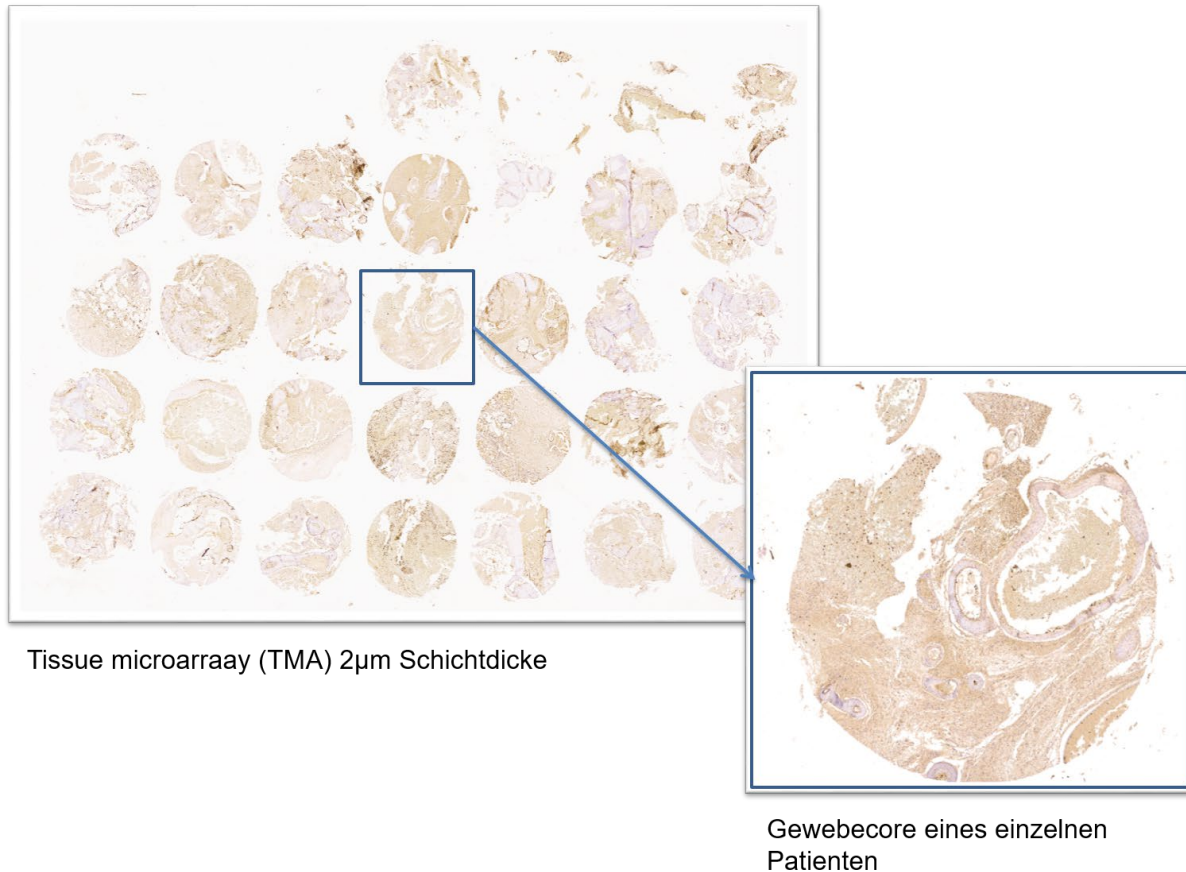 Tissue microarraay (TMA) 2µm Schichtdicke
Gewebecore eines einzelnen
Patienten